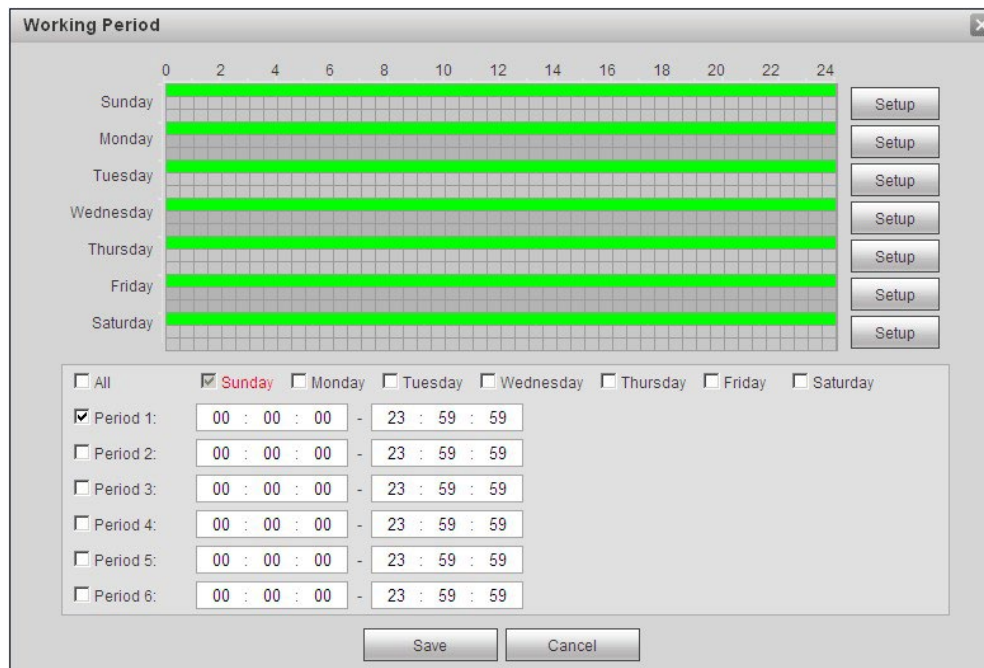 Working Period
0 2 4 6 8 10 12 14 16 18 20 22 24
Sunday Setup
Monday Setup
Tuesday Setup
Wednesday Setup
Thursday Setup
Friday Setup
Saturday Setup
All Sunday Monday Tuesday Wednesday Thursday Friday Saturday
Period 1: 00 : 00 : 00 - 23 : 59 : 59
Period 2: 00 : 00 : 00 - 23 : 59 : 59
Period 3: 00 : 00 : 00 - 23 : 59 : 59
Period 4: 00 : 00 : 00 - 23 : 59 : 59
Period 5: 00 : 00 : 00 - 23 : 59 : 59
Period 6: 00 : 00 : 00 - 23 : 59 : 59
Save Cancel